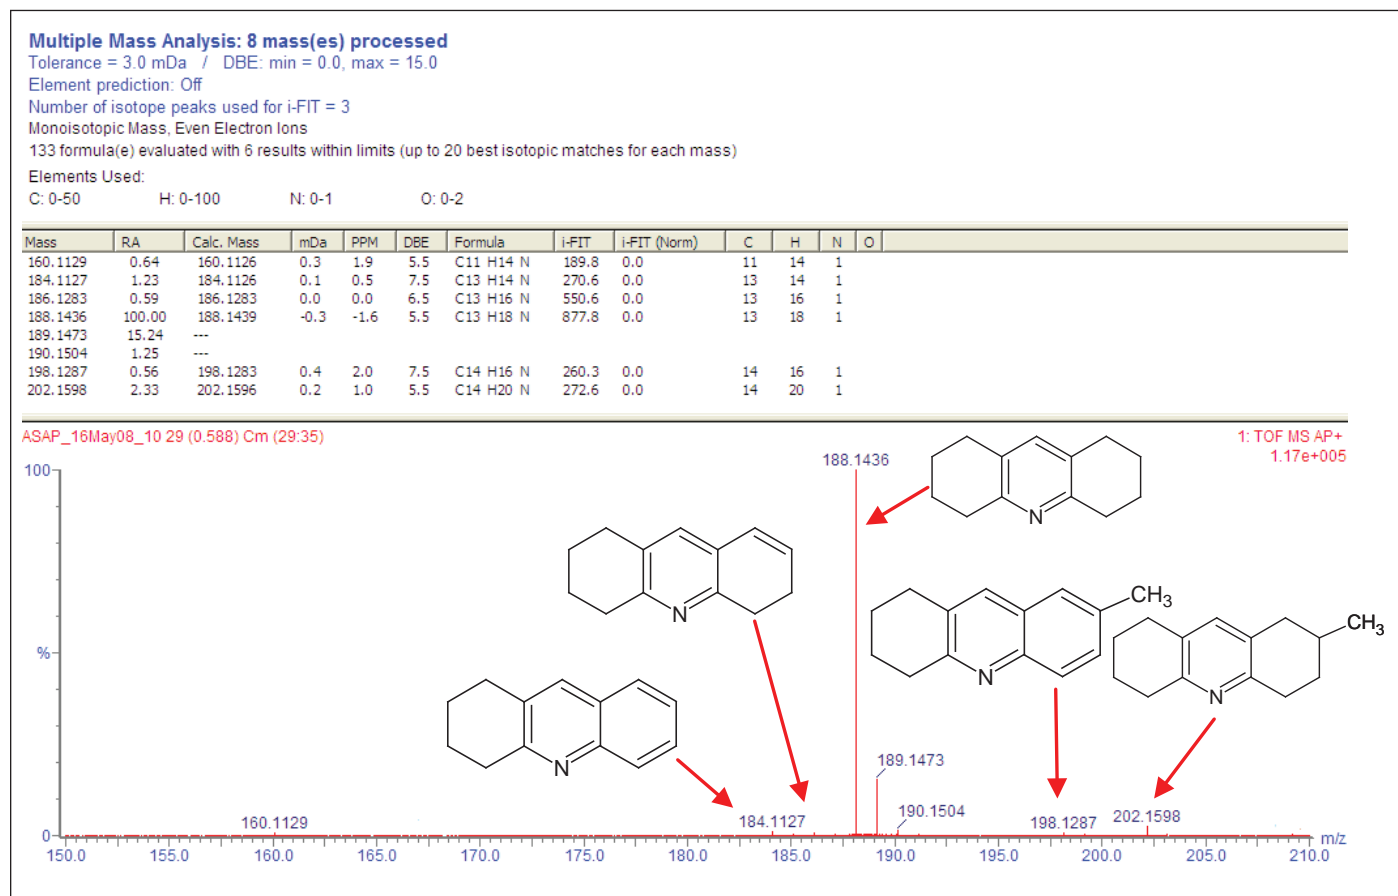 Multiple Mass Analysis: 8 mass(es) processed
Tolerance = 3.0 mDa / DBE: min = 0.0, max = 15.0
Element prediction: Off
Number of isotope peaks used for i-FIT = 3
Monoisotopic Mass, Even Electron Ions
133 formula(e) evaluated with 6 results within limits (up to 20 best isotopic matches for each mass)
Elements Used:
C: 0-50 H: 0-100 N: 0-1 O: 0-2
Mass RA Calc. Mass mDa PPM DBE Formula i-FIT i-FIT (Norm) C H N O
160.1129 0.64 160.1126 0.3 1.9 5.5 C11 H14 N 189.8 0.0 11 14 1
184.1127 1.23 184.1126 0.1 0.5 7.5 C13 H14 N 270.6 0.0 13 14 1
186.1283 0.59 186.1283 0.0 0.0 6.5 C13 H16 N 550.6 0.0 13 16 1
188.1436 100.00 188.1439 -0.3 -1.6 5.5 C13 H18 N 877.8 0.0 13 18 1
189.1473 15.24 ---
190.1504 1.25 ---
198.1287 0.56 198.1283 0.4 2.0 7.5 C14 H16 N 260.3 0.0 14 16 1
202.1598 2.33 202.1596 0.2 1.0 5.5 C14 H20 N 272.6 0.0 14 20 1
ASAP_16May08_10 29 (0.588) Cm (29:35) 1: TOF MS AP+
1.17e+005
100
188.1436
N
N
CH3
CH3
%
N
N
N
189.1473
160.1129 184.1127 190.1504 198.1287 202.1598
0
m/z
150.0 155.0 160.0 165.0 170.0 175.0 180.0 185.0 190.0 195.0 200.0 205.0 210.0